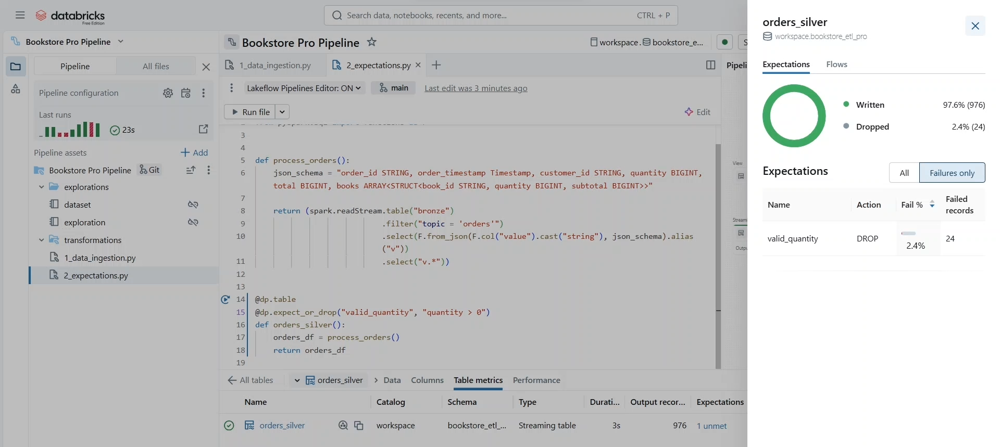 databricks
Free Edition
Search data, notebooks, recents, and more...
CTRL + P
Bookstore Pro Pipeline
Pipeline
All files
Pipeline configuration
Last runs
23s
Pipeline assets
Add
Bookstore Pro Pipeline
Git
explorations
dataset
exploration
transformations
1_data_ingestion.py
2_expectations.py
Bookstore Pro Pipeline
workspace.
bookstore_e...
1_data_ingestion.py
2_expectations.py
Pipeli
Lakeflow Pipelines Editor: ON
main
Last edit was 3 minutes ago
Run file
Edit
3
4
5 def process_orders():
6 json_schema = "order_id STRING, order_timestamp Timestamp, customer_id STRING, quantity BIGINT,
total BIGINT, books ARRAY<STRUCT<book_id STRING, quantity BIGINT, subtotal BIGINT>>"
7
8 return (spark.readStream.table("bronze")
9 .filter("topic = 'orders'")
10 .select(F.from_json(F.col("value").cast("string"), json_schema).alias
("v"))
11 .select("v.*"))
12
13
14 @dp.table
15 @dp.expect_or_drop("valid_quantity", "quantity > 0")
16 def orders_silver():
17 orders_df = process_orders()
18 return orders_df
19
View
Streami
Outpu
All tables
orders_silver
Data
Columns
Table metrics
Performance
Name Catalog Schema Type Durati... Output recor... Expectations
orders_silver workspace bookstore_etl_... Streaming table 3s 976 1 unmet
orders_silver
workspace.bookstore_etl_pro
Expectations
Flows
Written 97.6% (976)
Dropped 2.4% (24)
Expectations
All
Failures only
Name Action Fail % Failed
records
valid_quantity DROP 2.4% 24